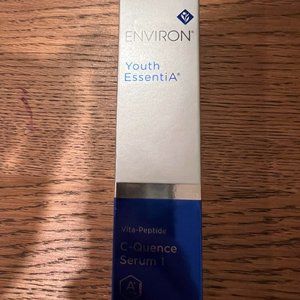 ENVIRON®
Youth
EssentiA®
Vita-Peptide
C-Quence
Serum 1
A+